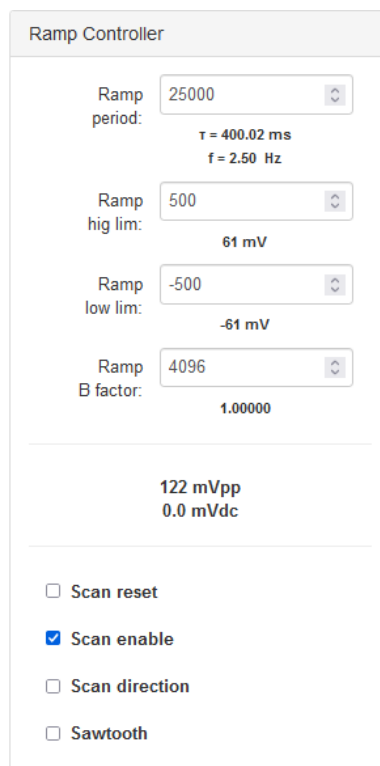 Ramp Controller
Ramp
period:
25000
τ = 400.02 ms
f = 2.50 Hz
Ramp
hig lim:
500
61 mV
Ramp
low lim:
-500
-61 mV
Ramp
B factor:
4096
1.00000
122 mVpp
0.0 mVdc
Scan reset
Scan enable
Scan direction
Sawtooth